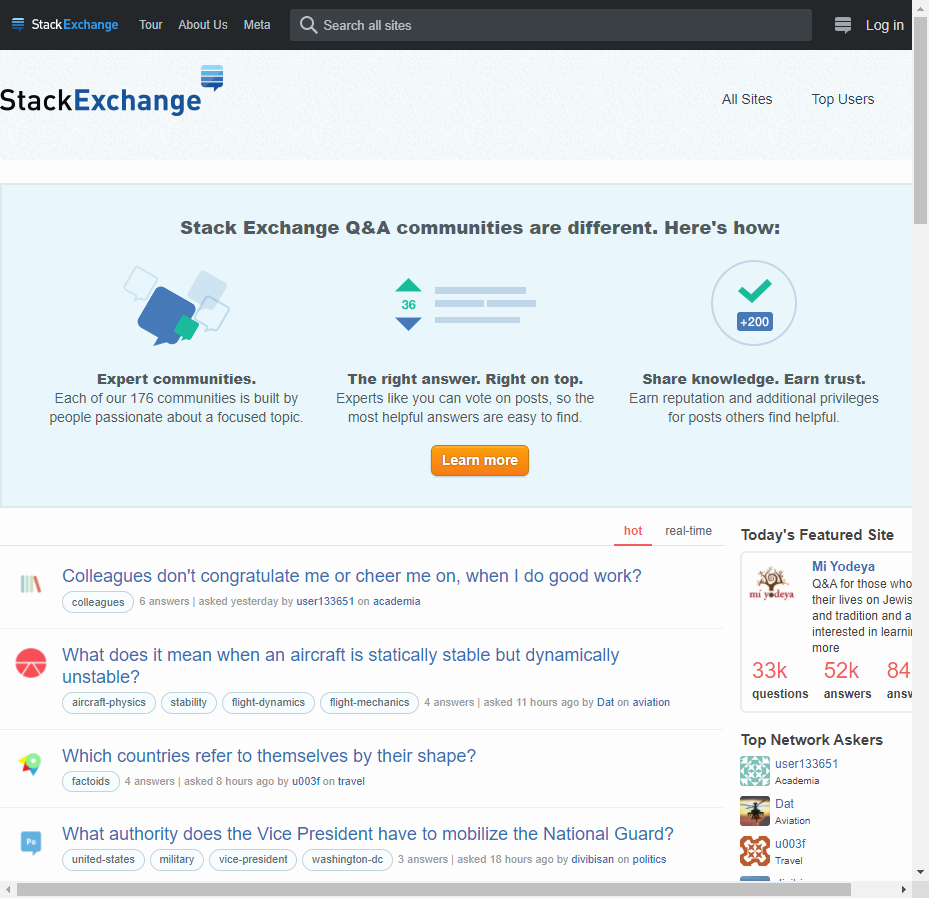 StackExchange Tour About Us Meta Search all sites Log in
StackExchange
All Sites Top Users
Stack Exchange Q&A communities are different. Here's how:
36
+200
Expert communities.
Each of our 176 communities is built by
people passionate about a focused topic.
The right answer. Right on top.
Experts like you can vote on posts, so the
most helpful answers are easy to find.
Share knowledge. Earn trust.
Earn reputation and additional privileges
for posts others find helpful.
Learn more
hot real-time
Colleagues don't congratulate me or cheer me on, when I do good work?
colleagues 6 answers | asked yesterday by user133651 on academia
What does it mean when an aircraft is statically stable but dynamically
unstable?
aircraft-physics stability flight-dynamics flight-mechanics 4 answers | asked 11 hours ago by Dat on aviation
Which countries refer to themselves by their shape?
factoids 4 answers | asked 8 hours ago by u003f on travel
Po
What authority does the Vice President have to mobilize the National Guard?
united-states military vice-president washington-dc 3 answers | asked 18 hours ago by divibisan on politics
Today's Featured Site
mi yodeya
Mi Yodeya
Q&A for those who
their lives on Jewis
and tradition and a
interested in learni
more
33k 52k 84
questions answers answ
Top Network Askers
user133651
Academia
Dat
Aviation
u003f
Travel